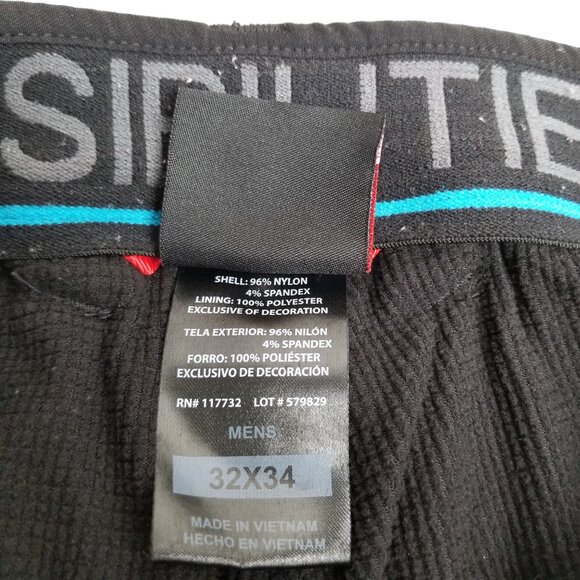 SIBILITIE
SHELL: 96% NYLON
4% SPANDEX
LINING: 100% POLYESTER
EXCLUSIVE OF DECORATION
TELA EXTERIOR: 96% NILÓN
4% SPANDEX
FORRO: 100% POLIÉSTER
EXCLUSIVO DE DECORACIÓN
RN# 117732 LOT # 579829
MENS
32X34
MADE IN VIETNAM
HECHO EN VIETNAM